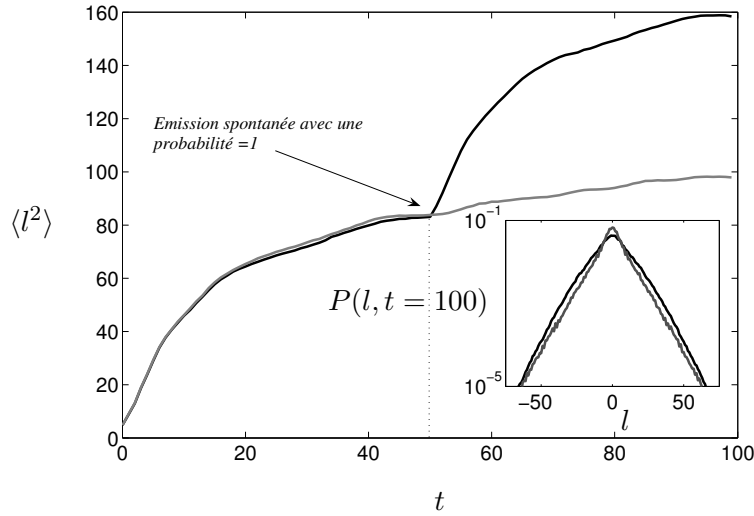 160
140
120
100
80
60
40
20
0
⟨l²⟩
Emission spontanée avec une
probabilité =1
P(l, t = 100)
10⁻¹
10⁻⁵
−50 0 50
l
0 20 40 60 80 100
t